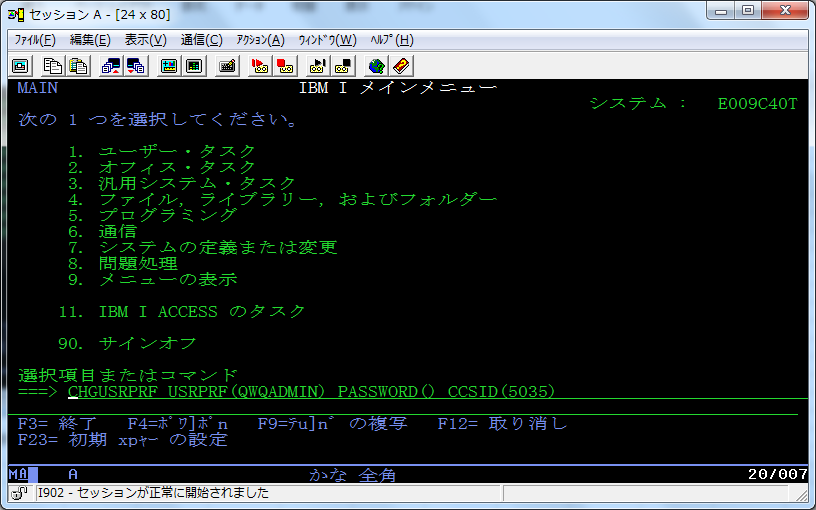 セッション A - [24 x 80]
ﾌｧｲﾙ(F) 編集(E) 表示(V) 通信(C) ｱｸｼｮﾝ(A) ｳｨﾝﾄﾞｳ(W) ﾍﾙﾌﾟ(H)
MAIN IBM I メインメニュー
システム： E009C40T
次の 1 つを選択してください。
1. ユーザー・タスク
2. オフィス・タスク
3. 汎用システム・タスク
4. ファイル, ライブラリー, およびフォルダー
5. プログラミング
6. 通信
7. システムの定義または変更
8. 問題処理
9. メニューの表示
11. IBM I ACCESS のタスク
90. サインオフ
選択項目またはコマンド
===> CHGUSRPRF USRPRF(QWQADMIN) PASSWORD() CCSID(5035)
F3= 終了 F4=ﾎﾟﾜ]ﾎﾟn F9=ﾃu]nﾞ の複写 F12= 取り消し
F23= 初期 xpｬｰ の設定
MA A かな 全角 20/007
I902 - セッションが正常に開始されました